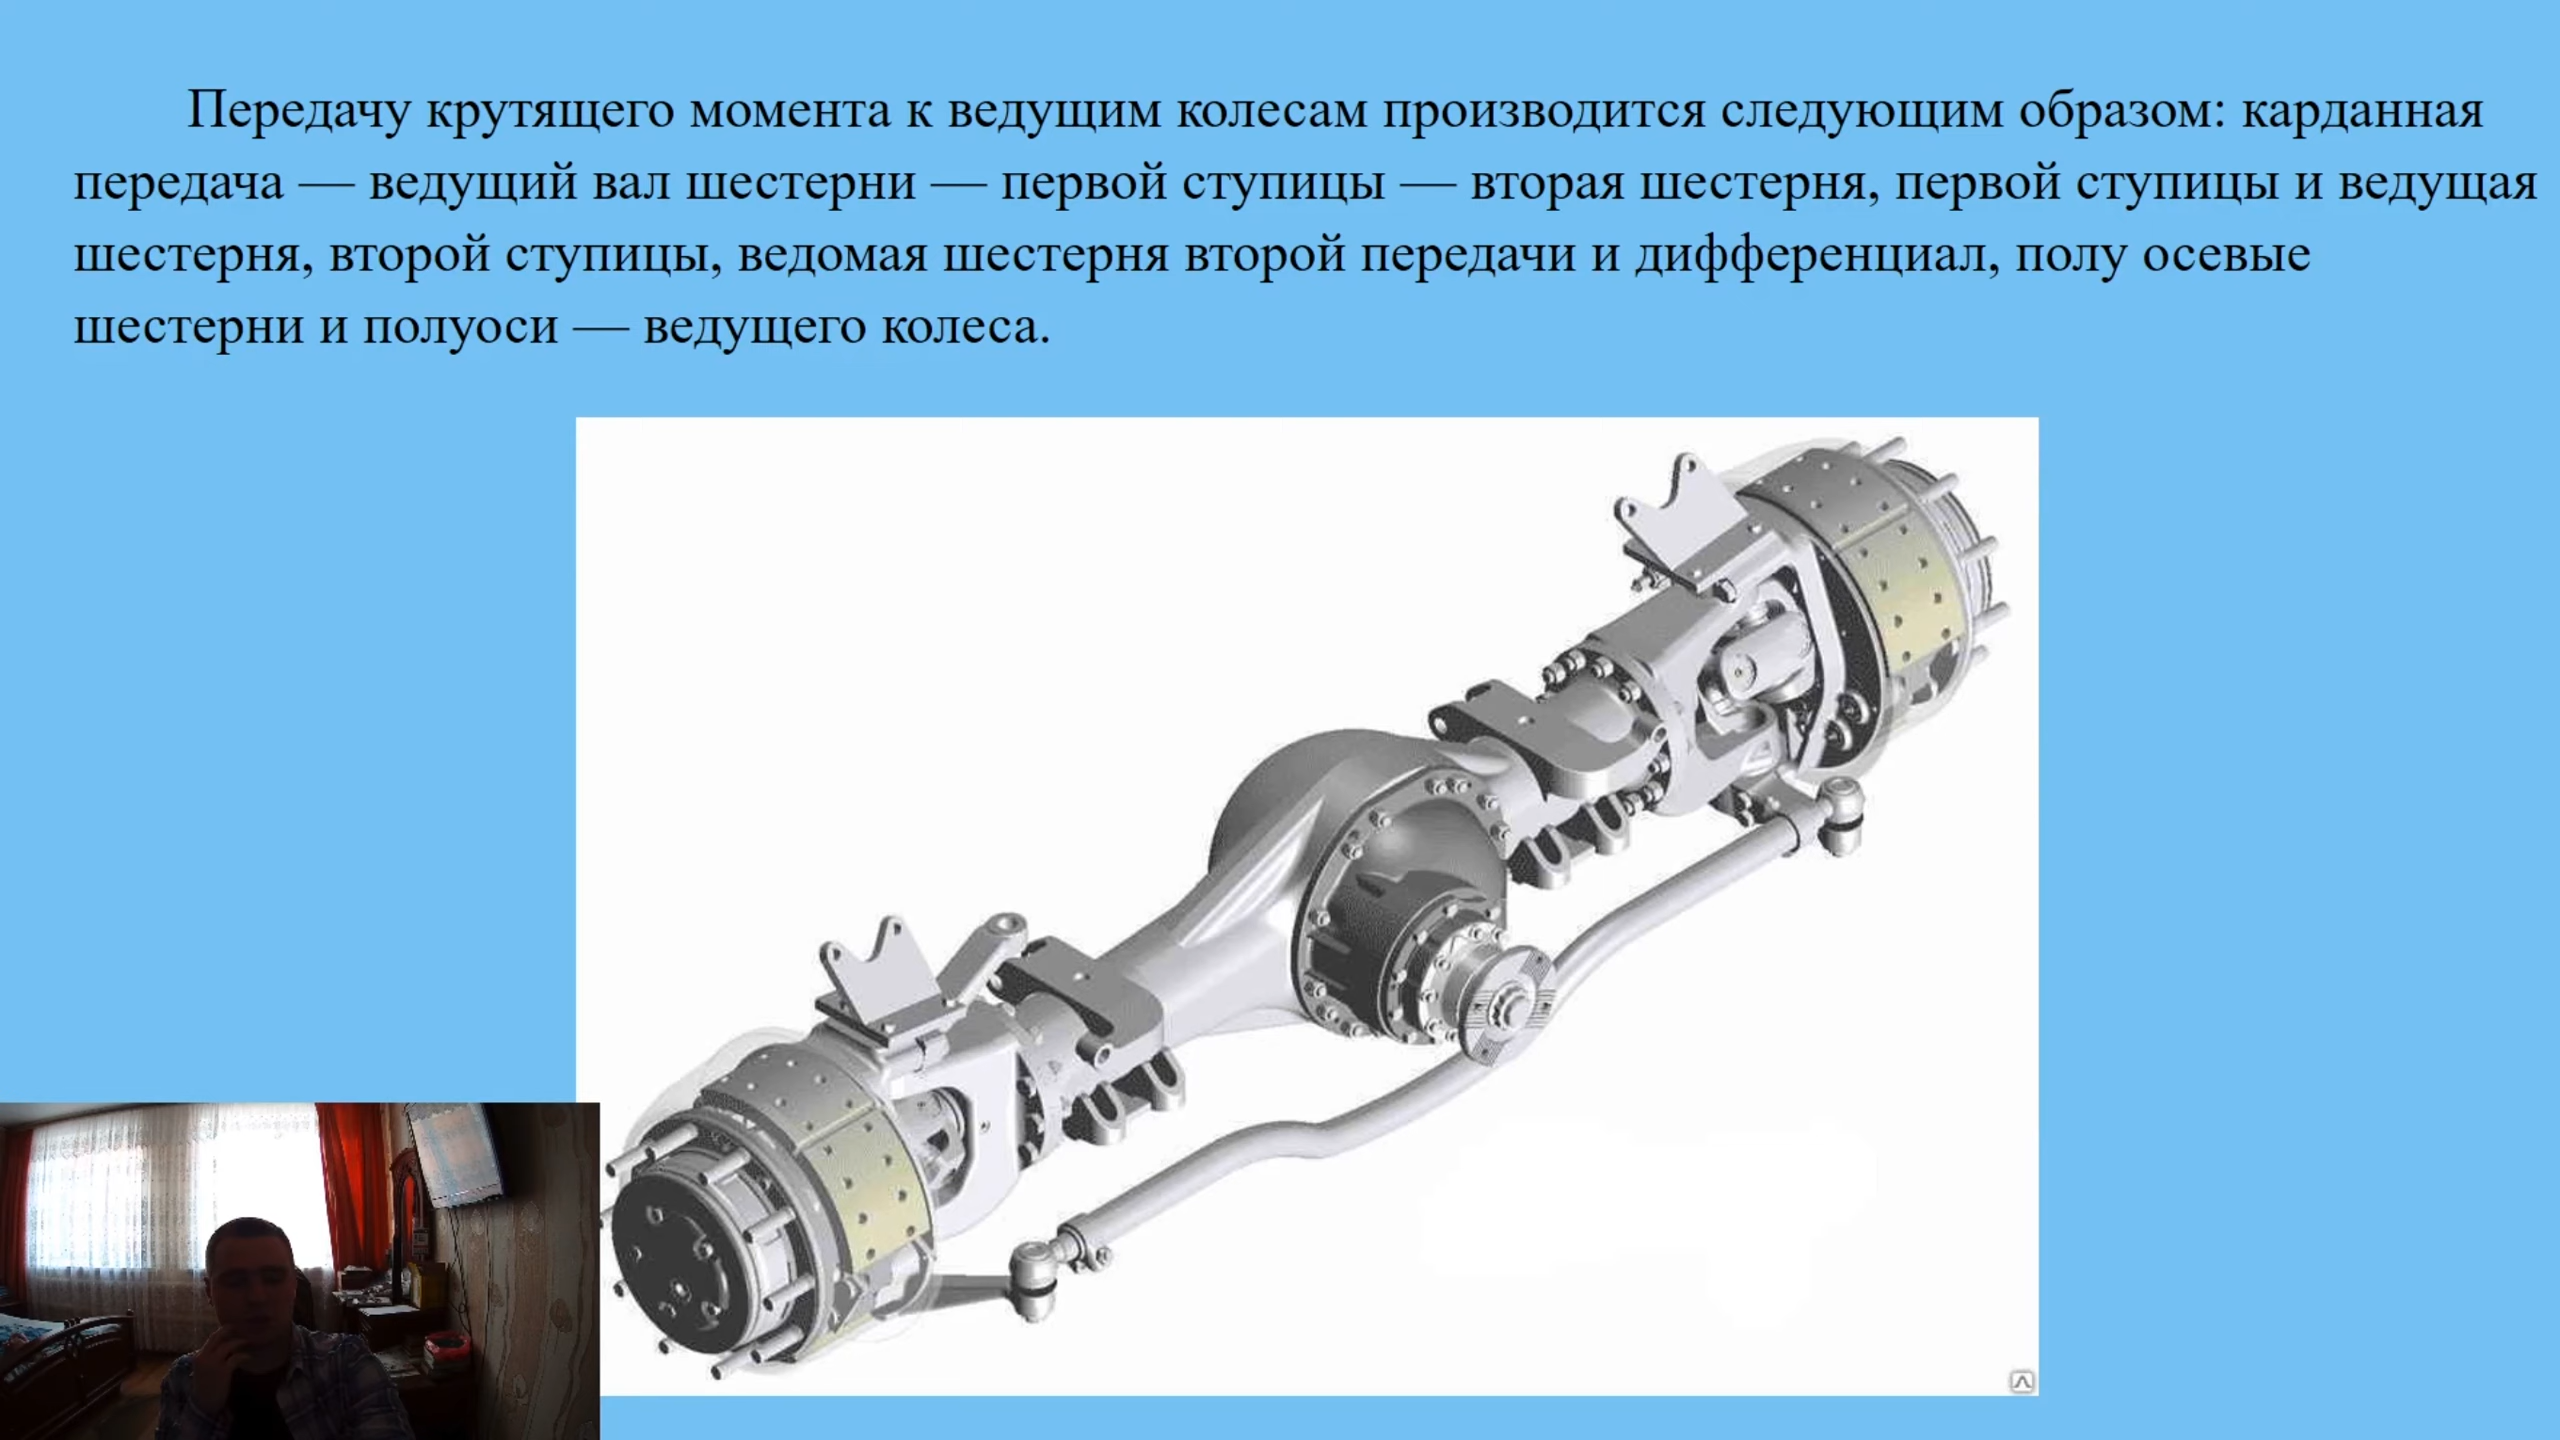 Передачу крутящего момента к ведущим колесам производится следующим образом: карданная
передача — ведущий вал шестерни — первой ступицы — вторая шестерня, первой ступицы и ведущая
шестерня, второй ступицы, ведомая шестерня второй передачи и дифференциал, полу осевые
шестерни и полуоси — ведущего колеса.